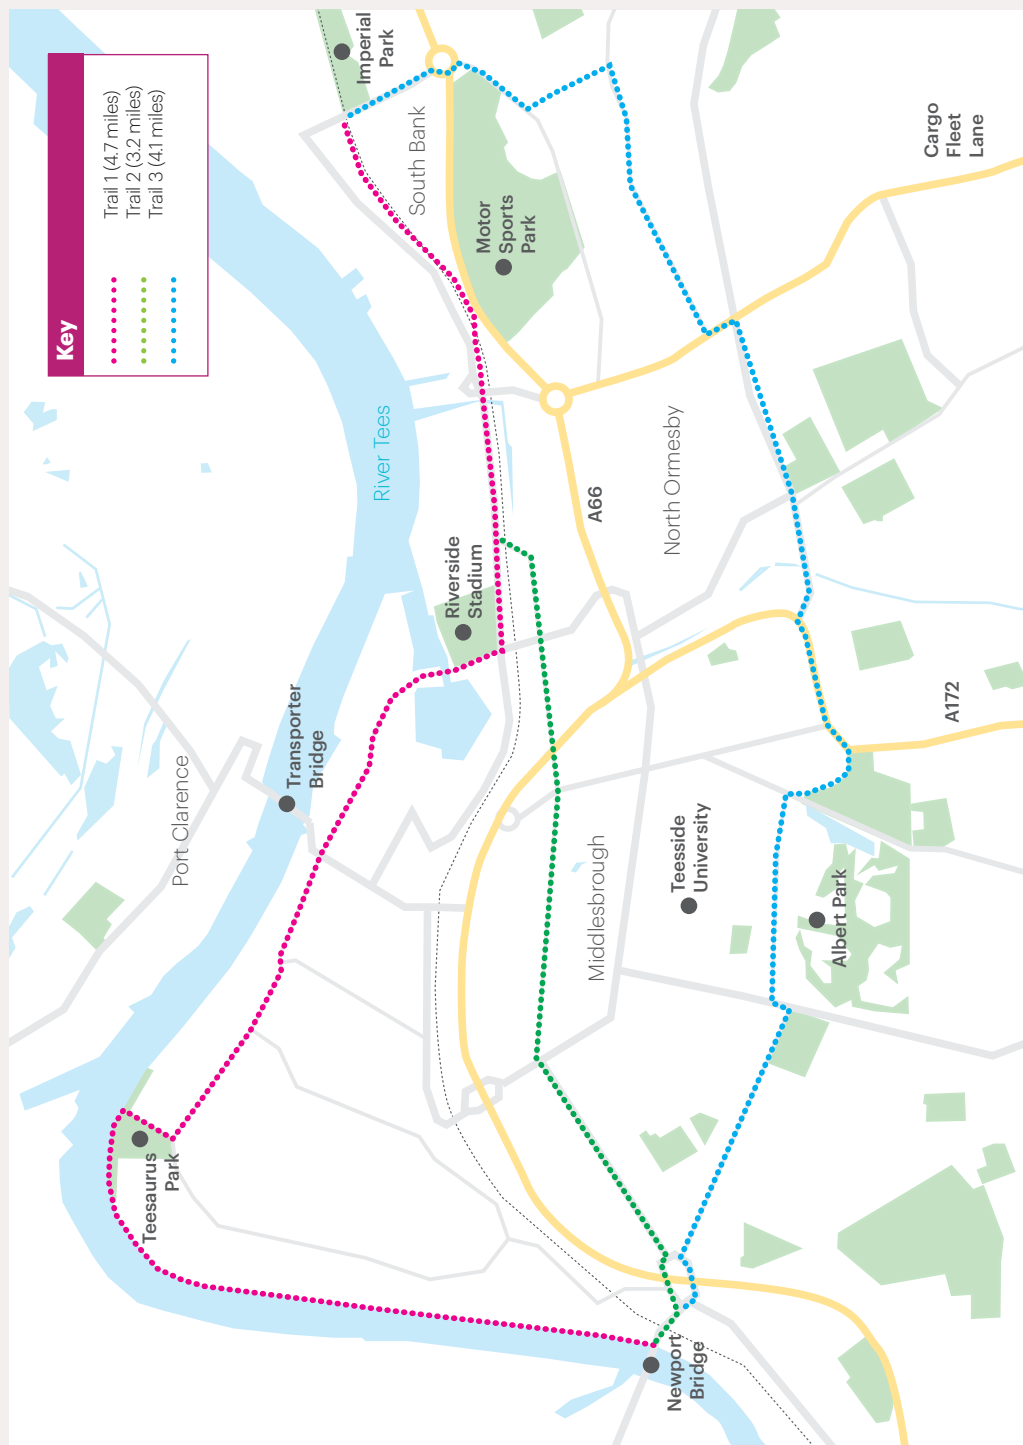 Key
Trail 1 (4.7 miles)
Trail 2 (3.2 miles)
Trail 3 (4.1 miles)
Imperial
Park
South Bank
Motor
Sports
Park
Cargo
Fleet
Lane
River Tees
A66
North Ormesby
Riverside
Stadium
Transporter
Bridge
Port Clarence
A172
Middlesbrough
Teesside
University
Albert Park
Teesaurus
Park
Newport
Bridge